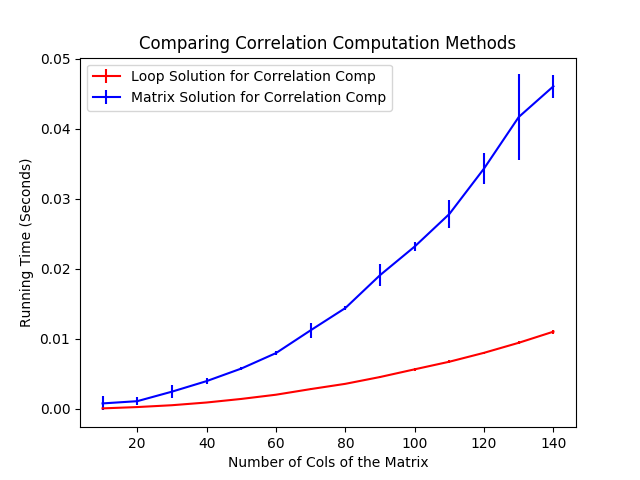 Comparing Correlation Computation Methods
Loop Solution for Correlation Comp
Matrix Solution for Correlation Comp
Running Time (Seconds)
0.05
0.04
0.03
0.02
0.01
0.00
20 40 60 80 100 120 140
Number of Cols of the Matrix